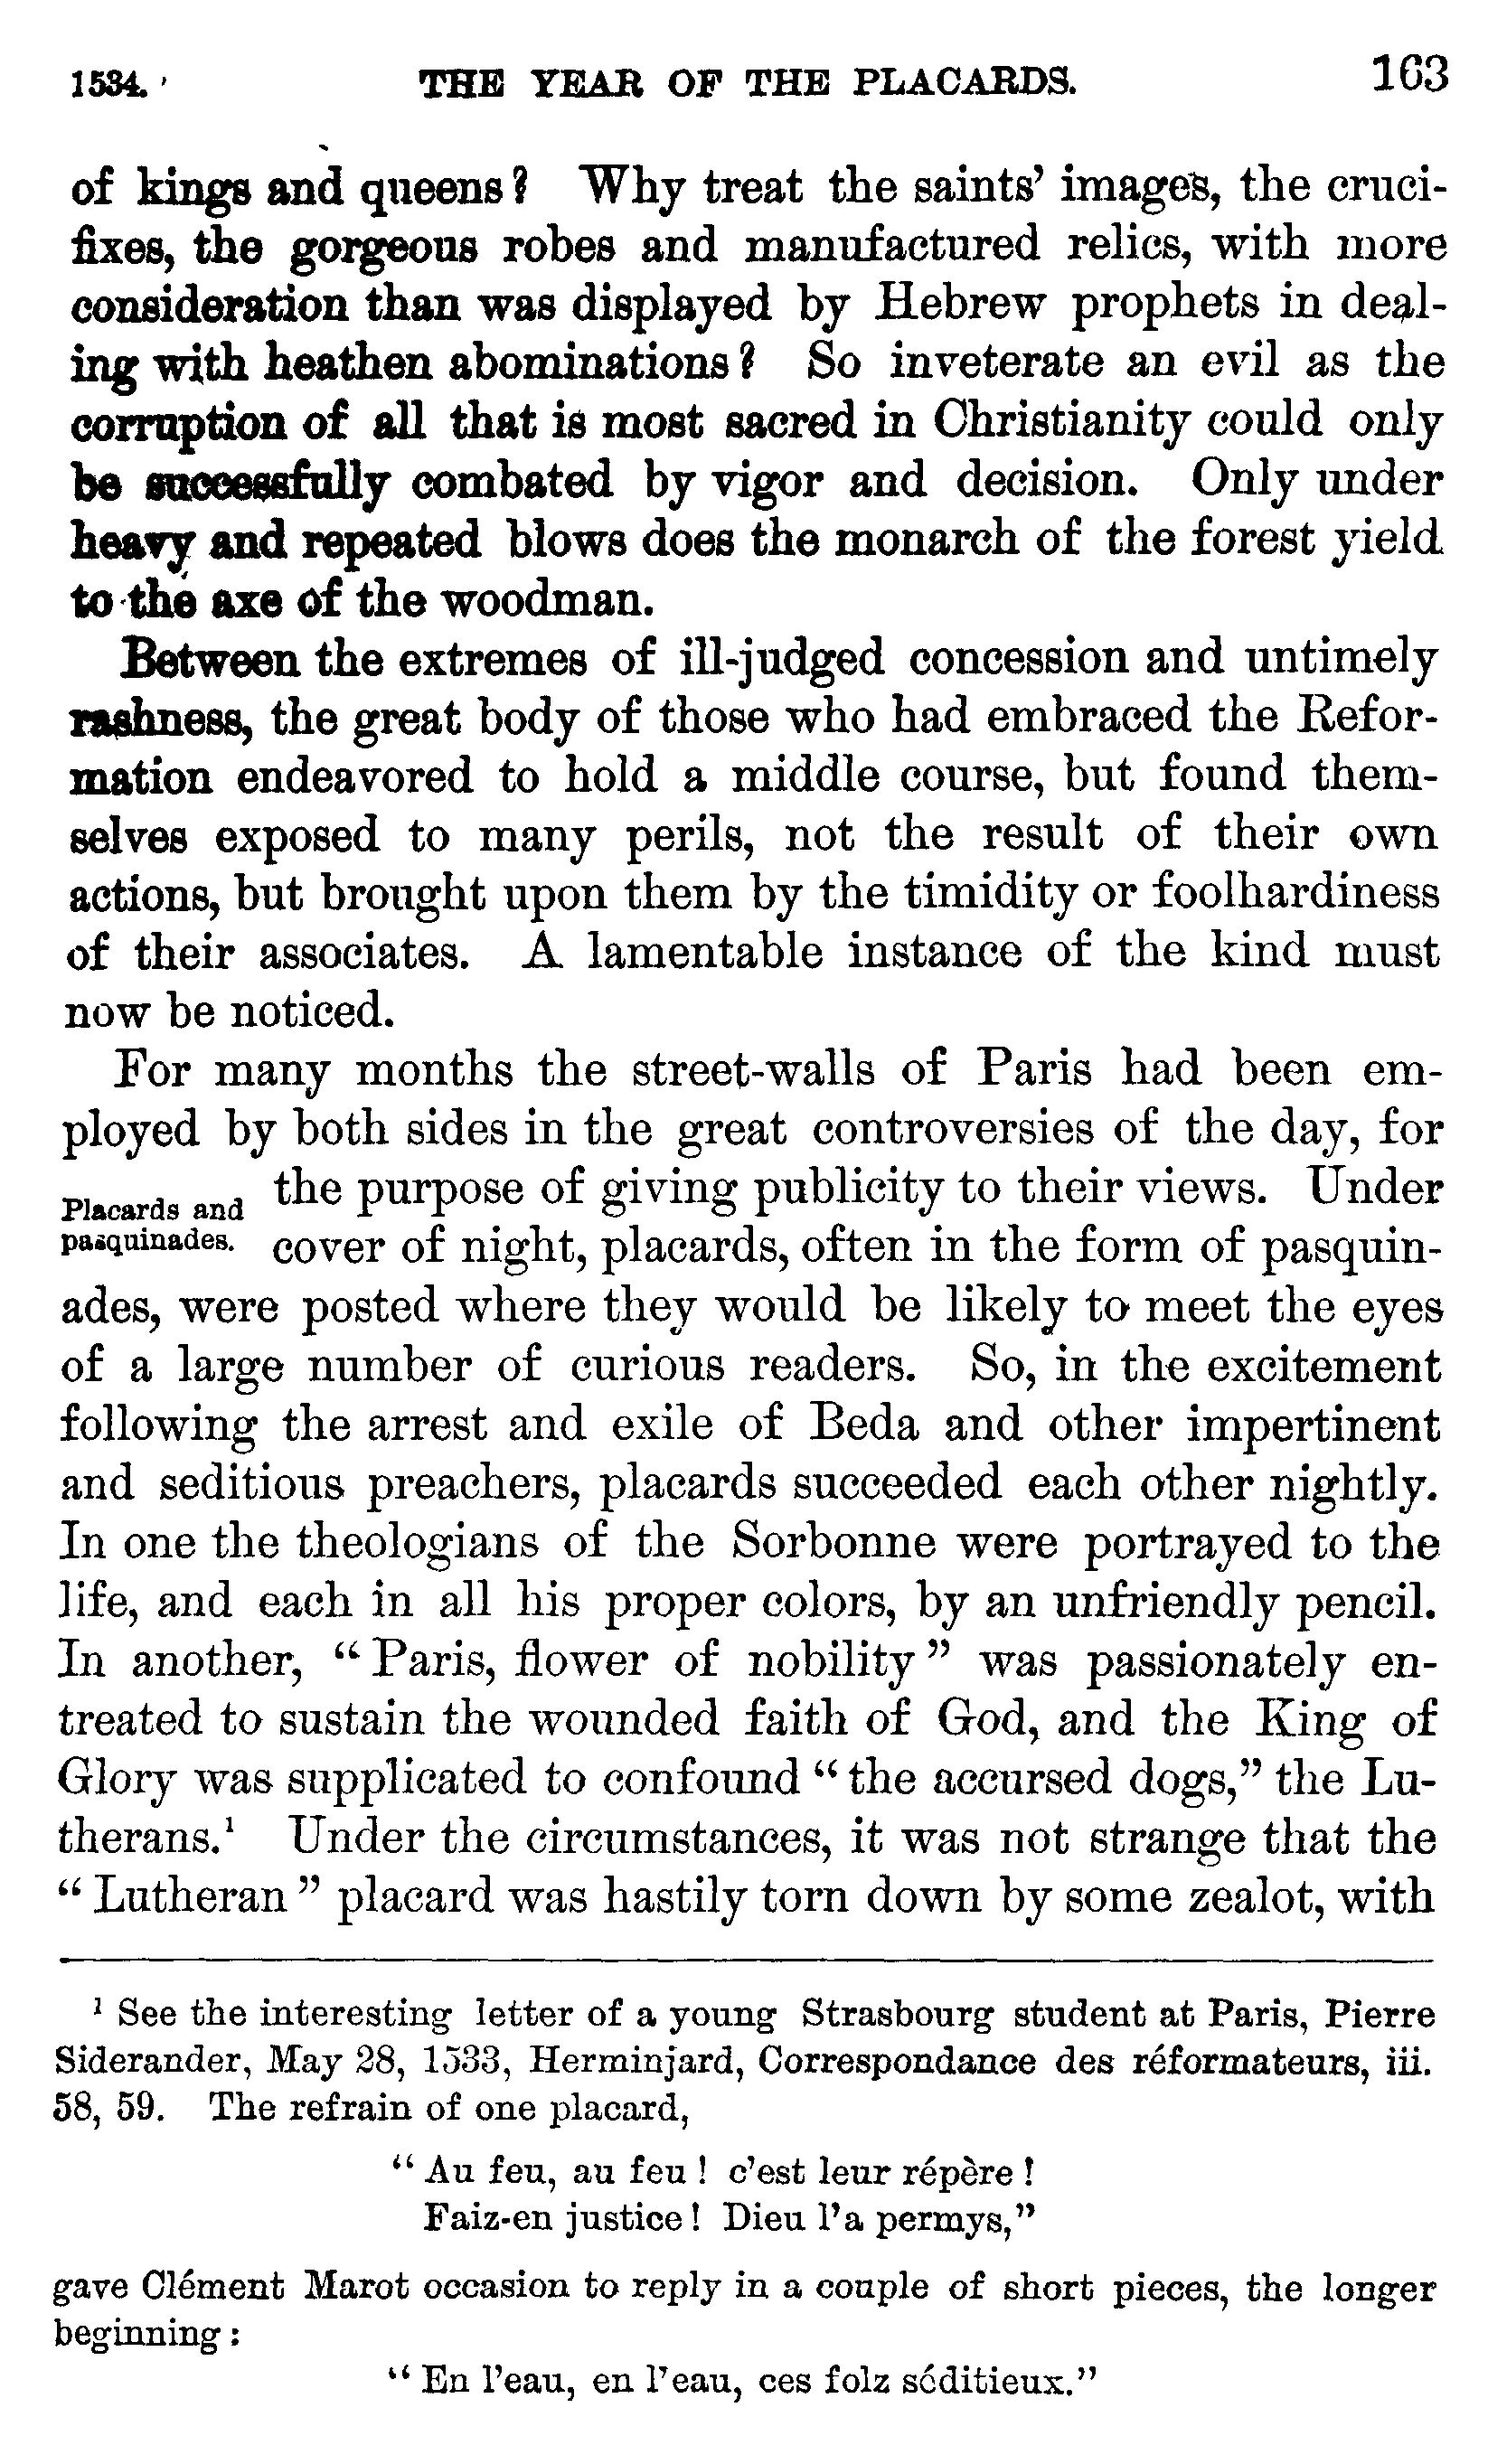 1534. THE YEAR OF THE PLACARDS. 163
of kings and queens? Why treat the saints' images, the cruci-
fixes, the gorgeous robes and manufactured relics, with more
consideration than was displayed by Hebrew prophets in deal-
ing with heathen abominations? So inveterate an evil as the
corruption of all that is most sacred in Christianity could only
be successfully combated by vigor and decision. Only under
heavy and repeated blows does the monarch of the forest yield
to the axe of the woodman.
Between the extremes of ill-judged concession and untimely
rashness, the great body of those who had embraced the Refor-
mation endeavored to hold a middle course, but found them-
selves exposed to many perils, not the result of their own
actions, but brought upon them by the timidity or foolhardiness
of their associates. A lamentable instance of the kind must
now be noticed.
For many months the street-walls of Paris had been em-
ployed by both sides in the great controversies of the day, for
Placards and
pasquinades.
the purpose of giving publicity to their views. Under
cover of night, placards, often in the form of pasquin-
ades, were posted where they would be likely to meet the eyes
of a large number of curious readers. So, in the excitement
following the arrest and exile of Beda and other impertinent
and seditious preachers, placards succeeded each other nightly.
In one the theologians of the Sorbonne were portrayed to the
life, and each in all his proper colors, by an unfriendly pencil.
In another, "Paris, flower of nobility" was passionately en-
treated to sustain the wounded faith of God, and the King of
Glory was supplicated to confound "the accursed dogs," the Lu-
therans.¹ Under the circumstances, it was not strange that the
"Lutheran" placard was hastily torn down by some zealot, with
¹ See the interesting letter of a young Strasbourg student at Paris, Pierre
Siderander, May 28, 1533, Herminjard, Correspondance des réformateurs, iii.
58, 59. The refrain of one placard,
"Au feu, au feu! c'est leur répère!
Faiz-en justice! Dieu l'a permys,"
gave Clément Marot occasion to reply in a couple of short pieces, the longer
beginning:
"En l'eau, en l'eau, ces folz séditieux."